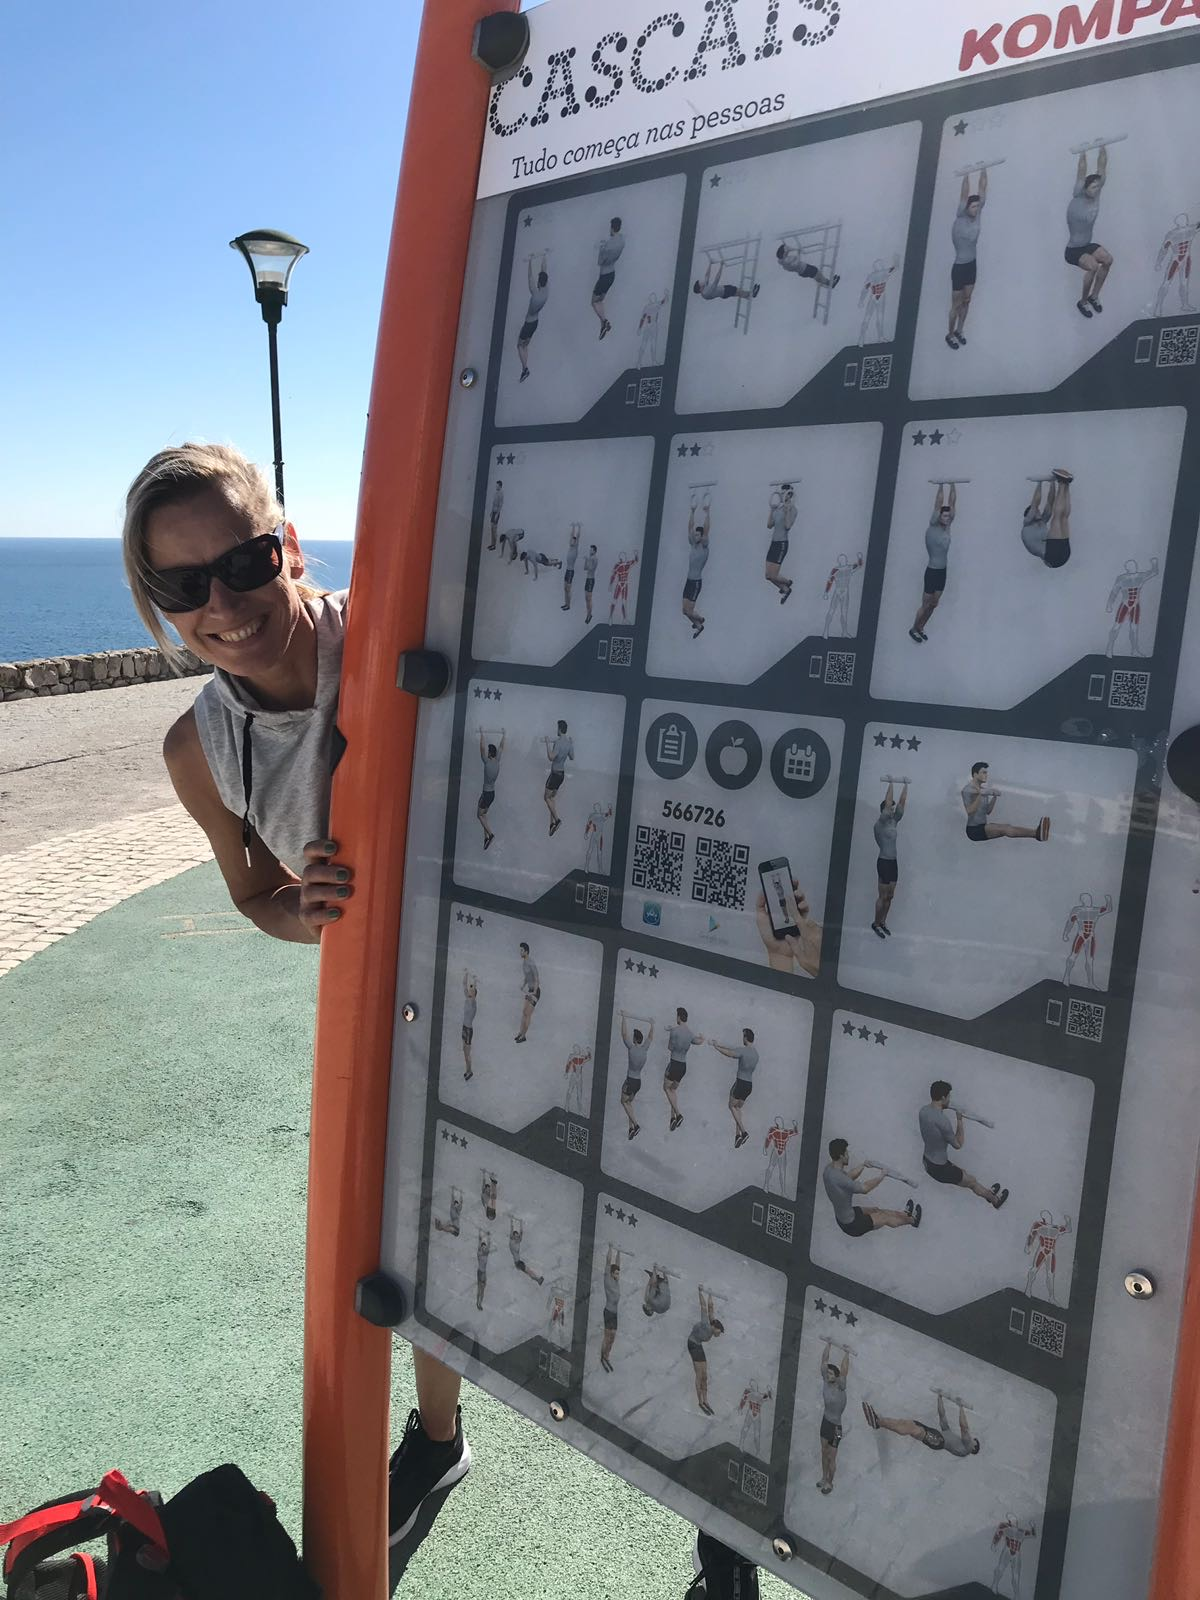 CASCAIS
KOMPA
Tudo começa nas pessoas
566726